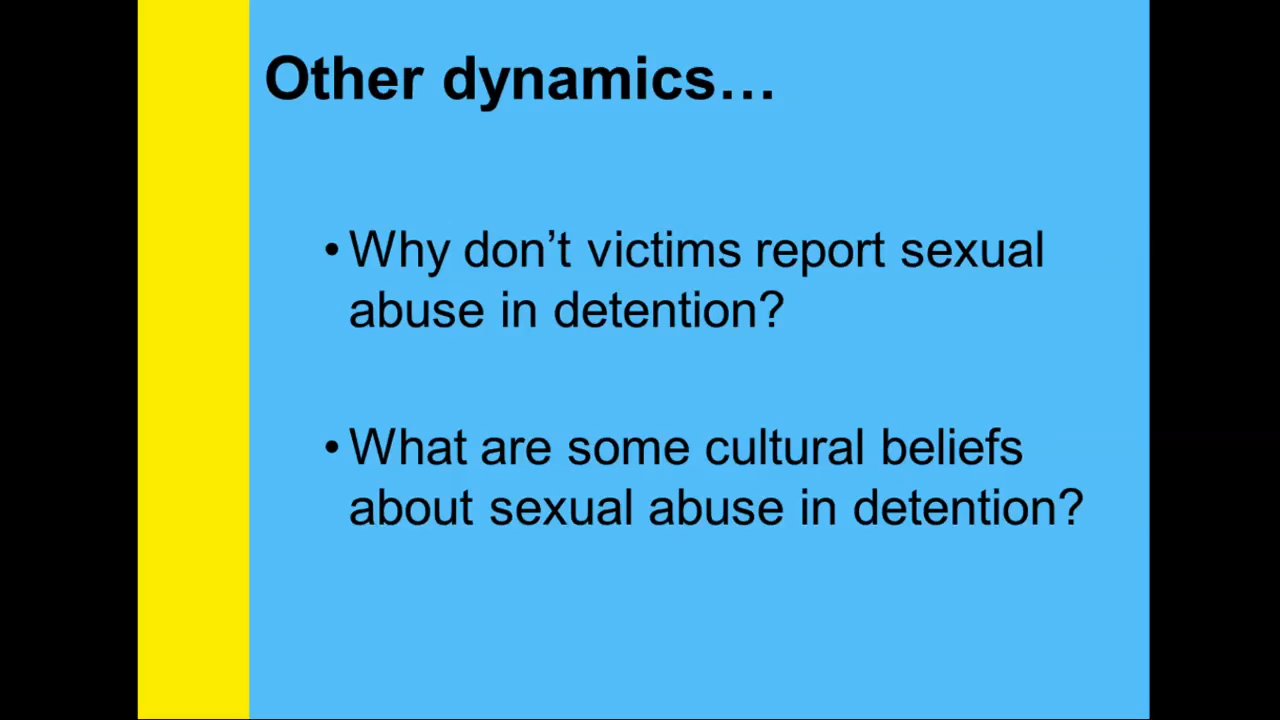 Other dynamics…
• Why don’t victims report sexual
abuse in detention?
• What are some cultural beliefs
about sexual abuse in detention?